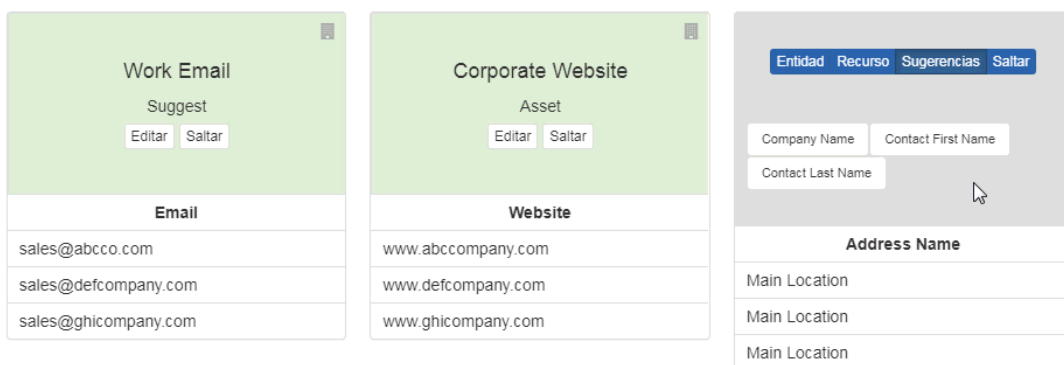 Work Email
Suggest
Editar Saltar
Email
sales@abcco.com
sales@defcompany.com
sales@ghicompany.com
Corporate Website
Asset
Editar Saltar
Website
www.abccompany.com
www.defcompany.com
www.ghicompany.com
Entidad Recurso Sugerencias Saltar
Company Name Contact First Name
Contact Last Name
Address Name
Main Location
Main Location
Main Location